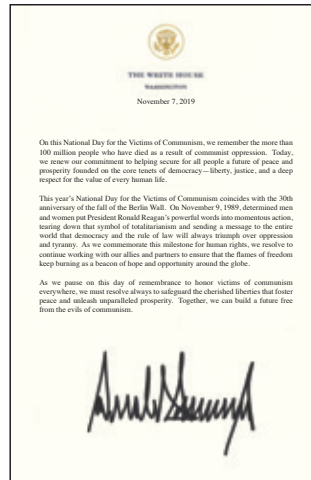 THE WHITE HOUSE
WASHINGTON
November 7, 2019
On this National Day for the Victims of Communism, we remember the more than
100 million people who have died as a result of communist oppression. Today,
we renew our commitment to helping secure for all people a future of peace and
prosperity founded on the core tenets of democracy—liberty, justice, and a deep
respect for the value of every human life.
This year's National Day for the Victims of Communism coincides with the 30th
anniversary of the fall of the Berlin Wall. On November 9, 1989, determined men
and women put President Ronald Reagan's powerful words into momentous action,
tearing down that symbol of totalitarianism and sending a message to the entire
world that democracy and the rule of law will always triumph over oppression
and tyranny. As we commemorate this milestone for human rights, we resolve to
continue working with our allies and partners to ensure that the flames of freedom
keep burning as a beacon of hope and opportunity around the globe.
As we pause on this day of remembrance to honor victims of communism
everywhere, we must resolve always to safeguard the cherished liberties that foster
peace and unleash unparalleled prosperity. Together, we can build a future free
from the evils of communism.